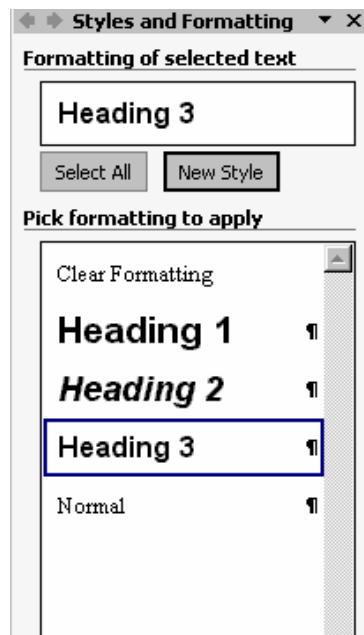 Styles and Formatting
Formatting of selected text
Heading 3
Select All New Style
Pick formatting to apply
Clear Formatting
Heading 1 ¶
Heading 2 ¶
Heading 3 ¶
Normal ¶